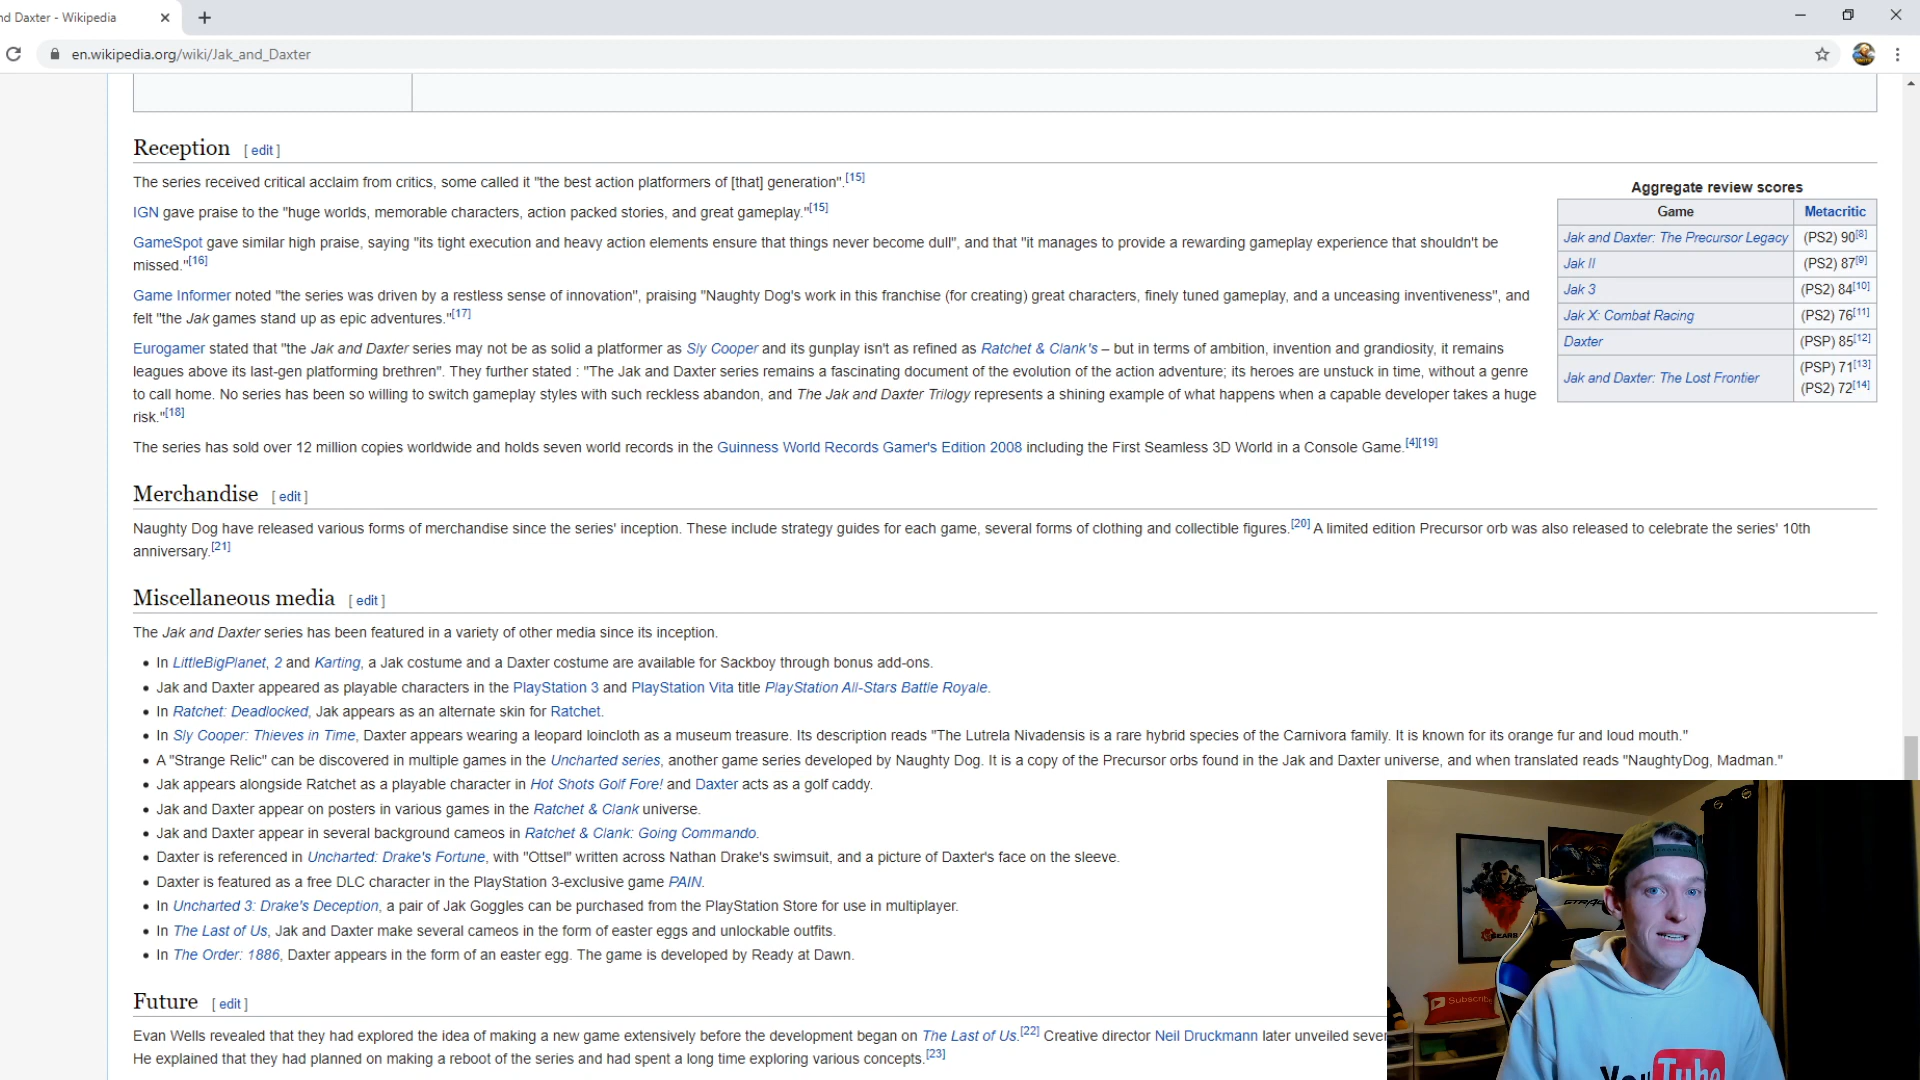 nd Daxter - Wikipedia
en.wikipedia.org/wiki/Jak_and_Daxter
Reception [ edit ]
The series received critical acclaim from critics, some called it "the best action platformers of [that] generation".[15]
IGN gave praise to the "huge worlds, memorable characters, action packed stories, and great gameplay."[15]
GameSpot gave similar high praise, saying "its tight execution and heavy action elements ensure that things never become dull", and that "it manages to provide a rewarding gameplay experience that shouldn't be
missed."[16]
Game Informer noted "the series was driven by a restless sense of innovation", praising "Naughty Dog's work in this franchise (for creating) great characters, finely tuned gameplay, and a unceasing inventiveness", and
felt "the Jak games stand up as epic adventures."[17]
Eurogamer stated that "the Jak and Daxter series may not be as solid a platformer as Sly Cooper and its gunplay isn't as refined as Ratchet & Clank's – but in terms of ambition, invention and grandiosity, it remains
leagues above its last-gen platforming brethren". They further stated : "The Jak and Daxter series remains a fascinating document of the evolution of the action adventure; its heroes are unstuck in time, without a genre
to call home. No series has been so willing to switch gameplay styles with such reckless abandon, and The Jak and Daxter Trilogy represents a shining example of what happens when a capable developer takes a huge
risk."[18]
The series has sold over 12 million copies worldwide and holds seven world records in the Guinness World Records Gamer's Edition 2008 including the First Seamless 3D World in a Console Game.[4][19]
Aggregate review scores
Game Metacritic
Jak and Daxter: The Precursor Legacy (PS2) 90[8]
Jak II (PS2) 87[9]
Jak 3 (PS2) 84[10]
Jak X: Combat Racing (PS2) 76[11]
Daxter (PSP) 85[12]
Jak and Daxter: The Lost Frontier (PSP) 71[13]
(PS2) 72[14]
Merchandise [ edit ]
Naughty Dog have released various forms of merchandise since the series' inception. These include strategy guides for each game, several forms of clothing and collectible figures.[20] A limited edition Precursor orb was also released to celebrate the series' 10th
anniversary.[21]
Miscellaneous media [ edit ]
The Jak and Daxter series has been featured in a variety of other media since its inception.
• In LittleBigPlanet, 2 and Karting, a Jak costume and a Daxter costume are available for Sackboy through bonus add-ons.
• Jak and Daxter appeared as playable characters in the PlayStation 3 and PlayStation Vita title PlayStation All-Stars Battle Royale.
• In Ratchet: Deadlocked, Jak appears as an alternate skin for Ratchet.
• In Sly Cooper: Thieves in Time, Daxter appears wearing a leopard loincloth as a museum treasure. Its description reads "The Lutrela Nivadensis is a rare hybrid species of the Carnivora family. It is known for its orange fur and loud mouth."
• A "Strange Relic" can be discovered in multiple games in the Uncharted series, another game series developed by Naughty Dog. It is a copy of the Precursor orbs found in the Jak and Daxter universe, and when translated reads "NaughtyDog, Madman."
• Jak appears alongside Ratchet as a playable character in Hot Shots Golf Fore! and Daxter acts as a golf caddy.
• Jak and Daxter appear on posters in various games in the Ratchet & Clank universe.
• Jak and Daxter appear in several background cameos in Ratchet & Clank: Going Commando.
• Daxter is referenced in Uncharted: Drake's Fortune, with "Ottsel" written across Nathan Drake's swimsuit, and a picture of Daxter's face on the sleeve.
• Daxter is featured as a free DLC character in the PlayStation 3-exclusive game PAIN.
• In Uncharted 3: Drake's Deception, a pair of Jak Goggles can be purchased from the PlayStation Store for use in multiplayer.
• In The Last of Us, Jak and Daxter make several cameos in the form of easter eggs and unlockable outfits.
• In The Order: 1886, Daxter appears in the form of an easter egg. The game is developed by Ready at Dawn.
Future [ edit ]
Evan Wells revealed that they had explored the idea of making a new game extensively before the development began on The Last of Us.[22] Creative director Neil Druckmann later unveiled sever
He explained that they had planned on making a reboot of the series and had spent a long time exploring various concepts.[23]
GEARS
Subscribe
YouTube